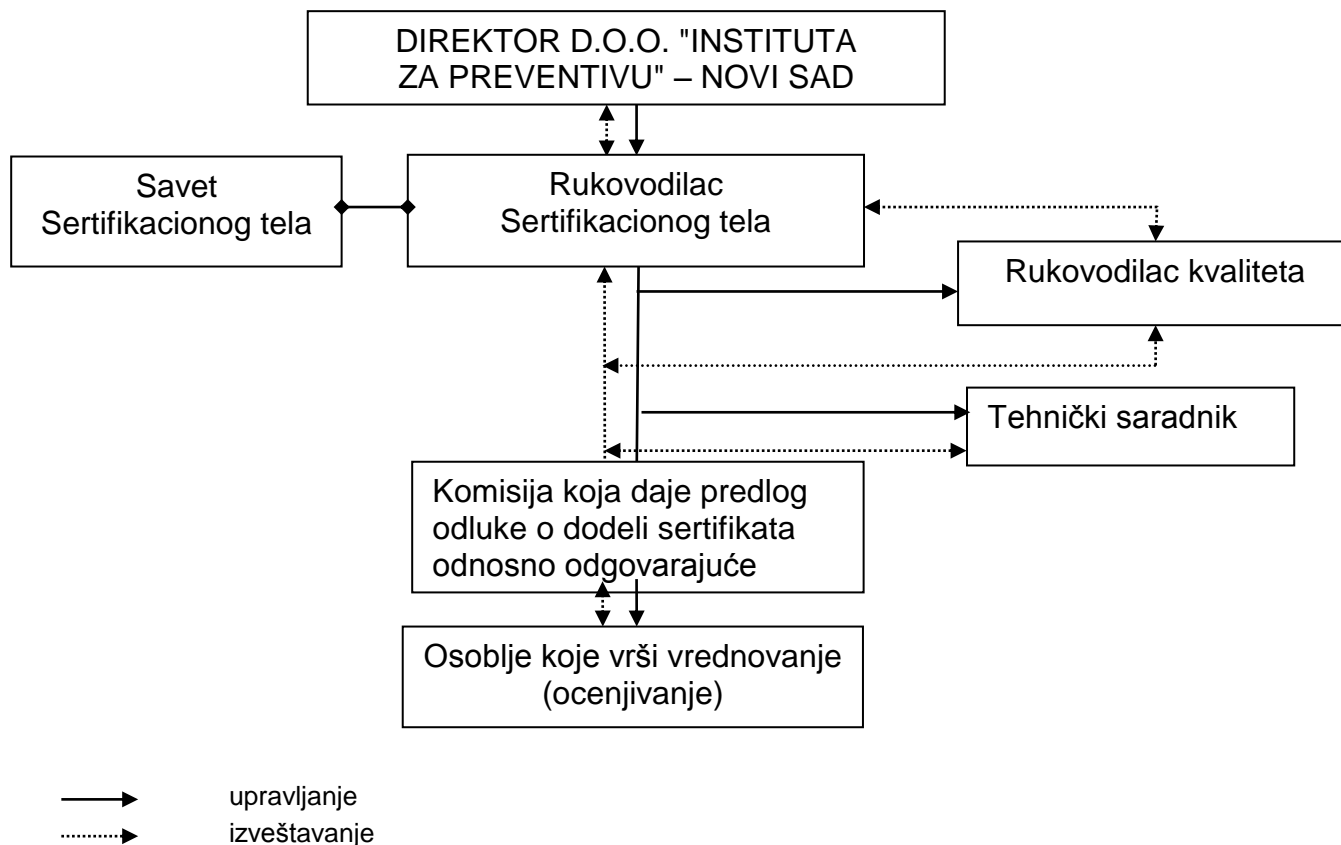 DIREKTOR D.O.O. "INSTITUTA
ZA PREVENTIVU" – NOVI SAD
Savet
Sertifikacionog tela
Rukovodilac
Sertifikacionog tela
Rukovodilac kvaliteta
Tehnički saradnik
Komisija koja daje predlog
odluke o dodeli sertifikata
odnosno odgovarajuće
Osoblje koje vrši vrednovanje
(ocenjivanje)
upravljanje
izveštavanje